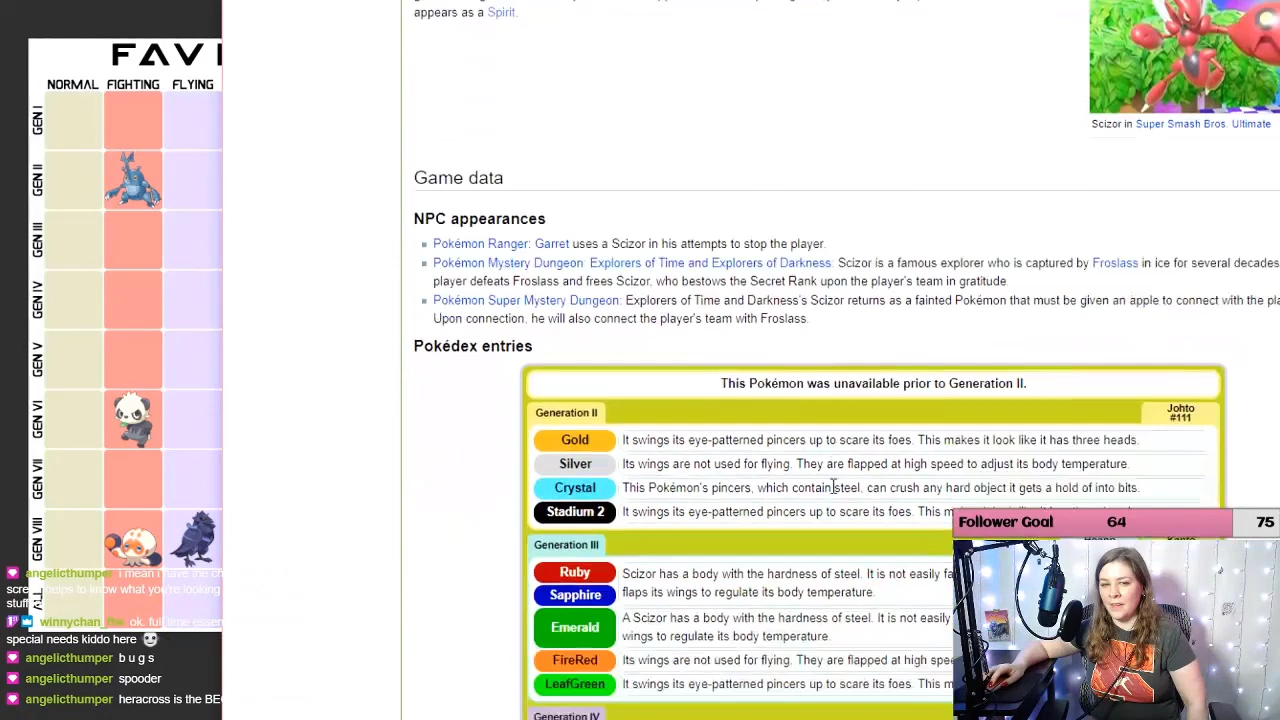 appears as a Spirit.
FAV
NORMAL FIGHTING FLYING
GEN I
GEN II
GEN III
GEN IV
GEN V
GEN VI
GEN VII
GEN VIII
Scizor in Super Smash Bros. Ultimate
Game data
NPC appearances
Pokémon Ranger: Garret uses a Scizor in his attempts to stop the player.
Pokémon Mystery Dungeon: Explorers of Time and Explorers of Darkness: Scizor is a famous explorer who is captured by Froslass in ice for several decades
player defeats Froslass and frees Scizor, who bestows the Secret Rank upon the player's team in gratitude.
Pokémon Super Mystery Dungeon: Explorers of Time and Darkness's Scizor returns as a fainted Pokémon that must be given an apple to connect with the
Upon connection, he will also connect the player's team with Froslass.
Pokédex entries
This Pokémon was unavailable prior to Generation II.
Generation II
Johto
#111
Gold It swings its eye-patterned pincers up to scare its foes. This makes it look like it has three heads.
Silver Its wings are not used for flying. They are flapped at high speed to adjust its body temperature.
Crystal This Pokémon's pincers, which contain steel, can crush any hard object it gets a hold of into bits.
Stadium 2 It swings its eye-patterned pincers up to scare its foes. This
Generation III
Ruby Scizor has a body with the hardness of steel. It is not easily
Sapphire flaps its wings to regulate its body temperature.
Emerald A Scizor has a body with the hardness of steel. It is not easily
wings to regulate its body temperature.
FireRed Its wings are not used for flying. They are flapped at high
LeafGreen It swings its eye-patterned pincers up to scare its foes. This
Generation IV
Follower Goal 64 75
angelicthumper i mean i
helps to know what you're looking
stuff
ok. full time
special needs kiddo here
angelicthumper b u g s
angelicthumper spooder
angelicthumper heracross is the